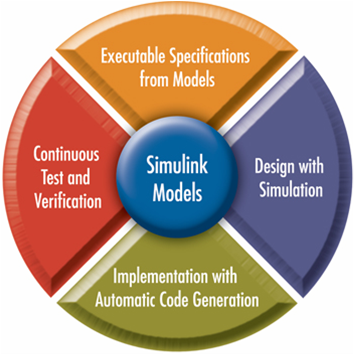 Executable Specifications
from Models
Continuous
Test and
Verification
Simulink
Models
Design with
Simulation
Implementation with
Automatic Code Generation